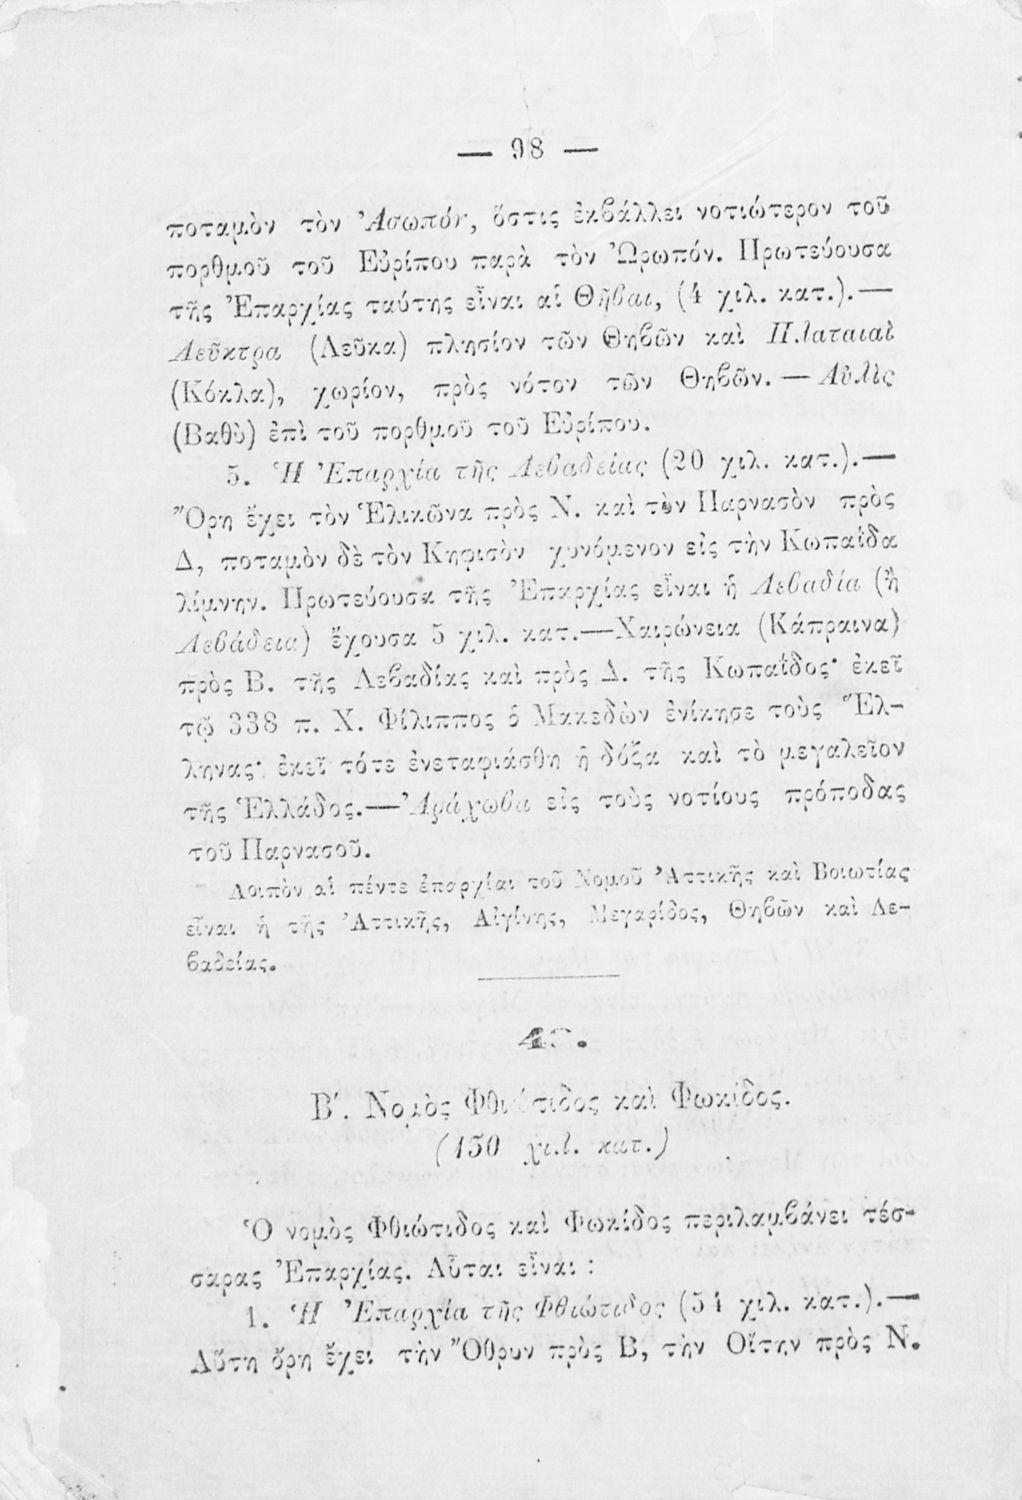 — 98 —
ποταμὸν τὸν Ἀσωπόν, ὅστις ἐκβάλλει νοτιώτερον τοῦ
πορθμοῦ τοῦ Εὐρίπου παρὰ τὸν Ὠρωπόν. Πρωτεύουσα
τῆς Ἐπαρχίας ταύτης εἶναι αἱ Θῆβαι, (4 χιλ. κατ.).—
Λεῦκτρα (Λεῦκα) πλησίον τῶν Θηβῶν καὶ Πλαταιαὶ
(Κόκλα), χωρίον, πρὸς νότον τῶν Θηβῶν. — Αὐλὶς
(Βαθὺ) ἐπὶ τοῦ πορθμοῦ τοῦ Εὐρίπου.
5. Ἡ Ἐπαρχία τῆς Λεβαδείας (20 χιλ. κατ.).—
Ὄρη ἔχει τὸν Ἑλικῶνα πρὸς Ν. καὶ τὸν Παρνασὸν πρὸς
Δ, ποταμὸν δὲ τὸν Κηφισὸν χυνόμενον εἰς τὴν Κωπαΐδα
λίμνην. Πρωτεύουσα τῆς Ἐπαρχίας εἶναι ἡ Λεβαδία (ἢ
Λεβάδεια) ἔχουσα 5 χιλ. κατ.—Χαιρώνεια (Κάπραινα)
πρὸς Β. τῆς Λεβαδίας καὶ πρὸς Δ. τῆς Κωπαΐδος· ἐκεῖ
τῷ 338 π. Χ. Φίλιππος ὁ Μακεδὼν ἐνίκησε τοὺς Ἕλ-
ληνας· ἐκεῖ τότε ἐνεταφιάσθη ἡ δόξα καὶ τὸ μεγαλεῖον
τῆς Ἑλλάδος.—Ἀράχωβα εἰς τοὺς νοτίους πρόποδας
τοῦ Παρνασοῦ.
Λοιπὸν αἱ πέντε ἐπαρχίαι τοῦ Νομοῦ Ἀττικῆς καὶ Βοιωτίας
εἶναι ἡ τῆς Ἀττικῆς, Αἰγίνης, Μεγαρίδος, Θηβῶν καὶ Λε-
βαδείας.
Β΄. Νομὸς Φθιώτιδος καὶ Φωκίδος.
(130 χιλ. κατ.)
Ὁ νομὸς Φθιώτιδος καὶ Φωκίδος περιλαμβάνει τέσ-
σαρας Ἐπαρχίας. Αὗται εἶναι :
1. Ἡ Ἐπαρχία τῆς Φθιώτιδος (51 χιλ. κατ.).—
Αὕτη ὄρη ἔχει τὴν Ὄθρυν πρὸς Β, τὴν Οἴτην πρὸς Ν.